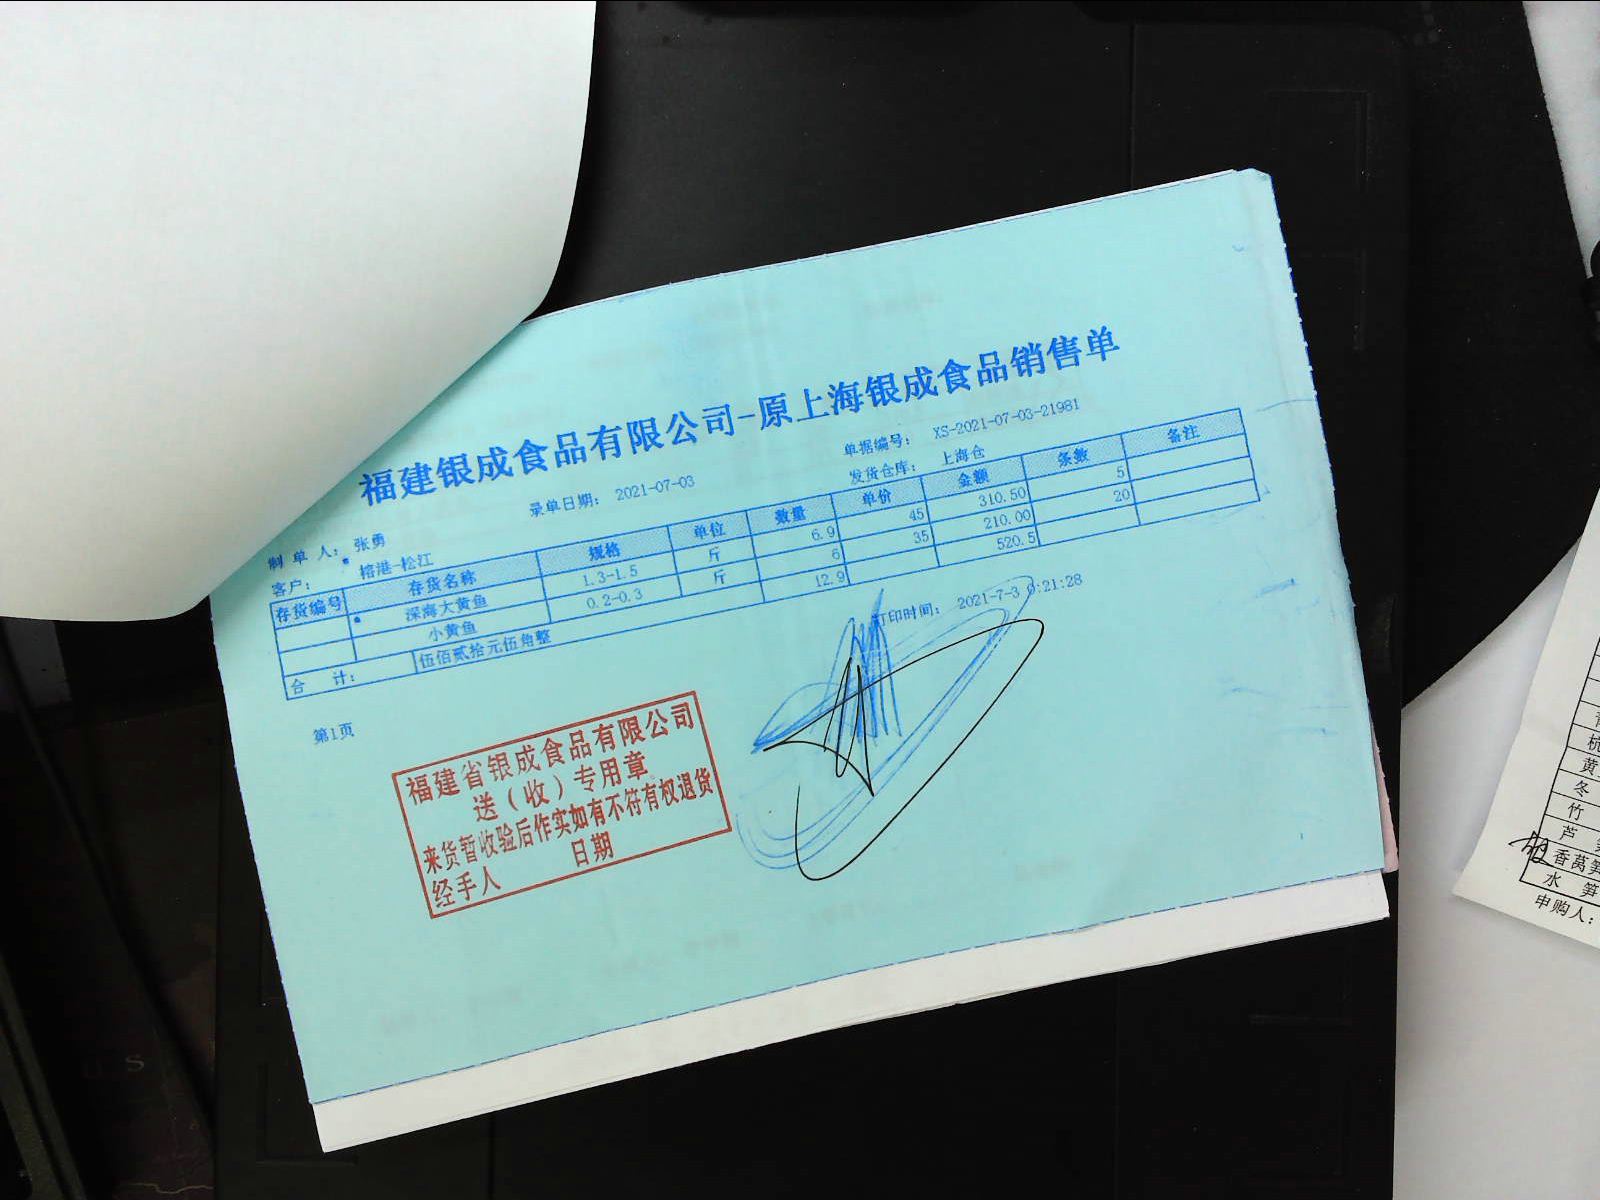 福建银成食品有限公司-原上海银成食品销售单
单据编号： XS-2021-07-03-21981
录单日期： 2021-07-03
发货仓库： 上海仓
制 单 人： 张勇
客户： 榕港-松江
存货编号 存货名称 规格 单位 数量 单价 金额 条数 备注
深海大黄鱼 1.3-1.5 斤 6.9 45 310.50 5
小黄鱼 0.2-0.3 斤 6 35 210.00 20
12.9 520.5
合 计： 伍佰贰拾元伍角整
打印时间： 2021-7-3 0:21:28
第1页
福建省银成食品有限公司
送（收）专用章
来货暂收验后作实如有不符有权退货
经手人 日期
黄
冬
竹
芦
香莴笋
水 笋
申购人：